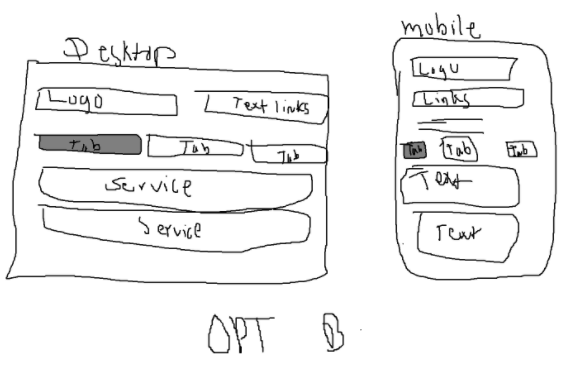 Desktop
Logo
Text links
Tab
Tab
Tab
Service
Service
mobile
Logo
Links
Tab
Tab
Tab
Text
Text
OPT B